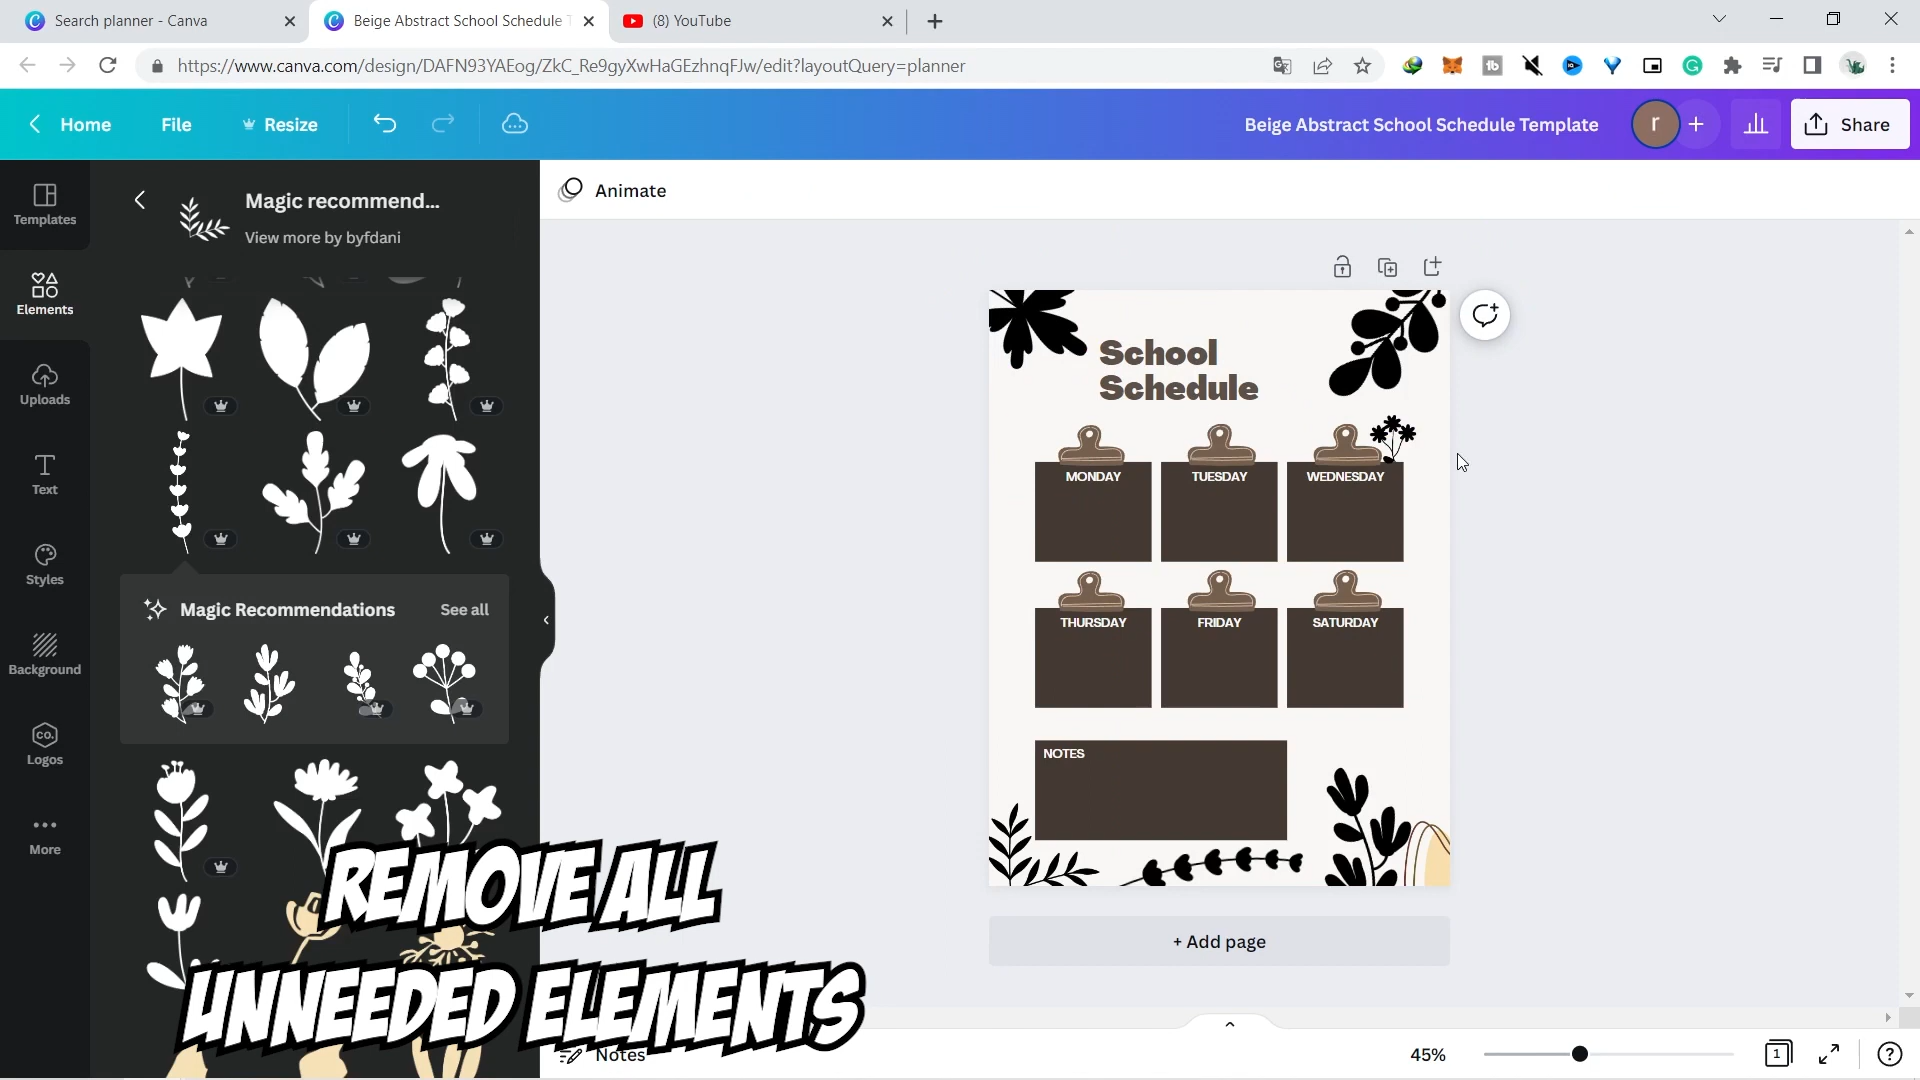 Search planner - Canva
Beige Abstract School Schedule T
(8) YouTube
https://www.canva.com/design/DAFN93YAEog/ZkC_Re9gyXwHaGEzhnqFJw/edit?layoutQuery=planner
Home
File
Resize
Beige Abstract School Schedule Template
r
Share
Templates
Elements
Uploads
Text
Styles
Background
CO.
Logos
More
Magic recommend...
View more by byfdani
Magic Recommendations
See all
Animate
School
Schedule
MONDAY
TUESDAY
WEDNESDAY
THURSDAY
FRIDAY
SATURDAY
NOTES
+ Add page
REMOVE ALL
UNNEEDED ELEMENTS
Notes
45%
1
?